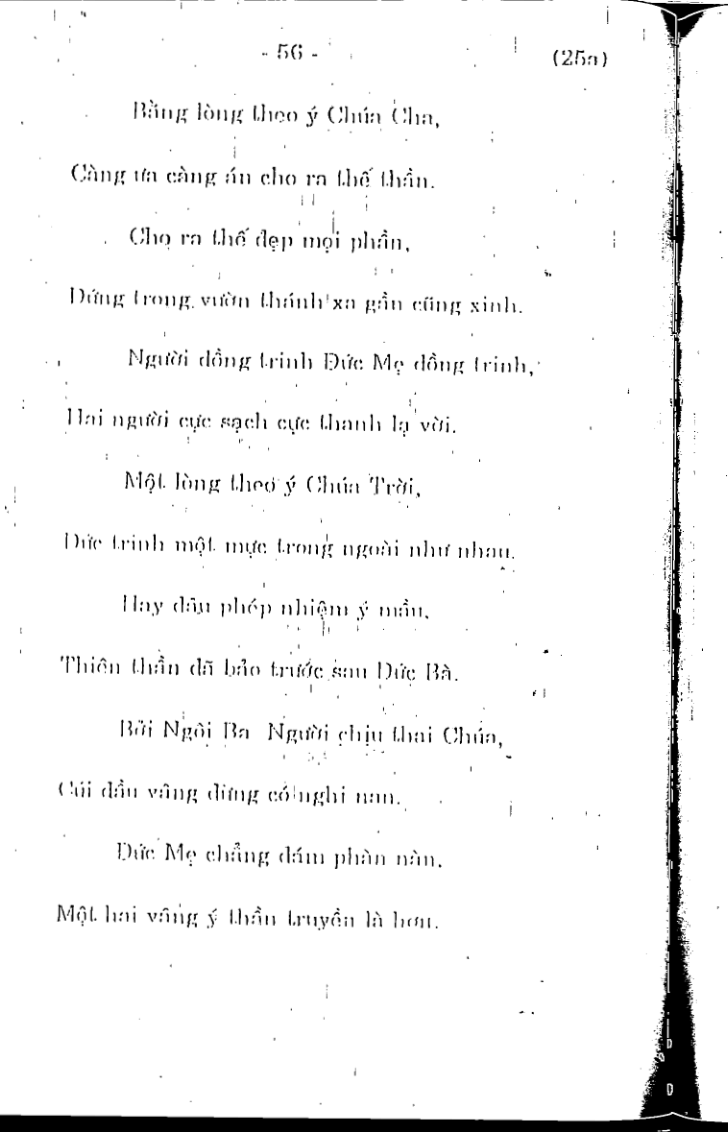 - 56 - (25a)
Bằng lòng theo ý Chúa Cha,
Càng ưa càng án cho ra thế thần.
Cho ra thế đẹp mọi phần,
Đứng trong vườn thánh xa gần cũng xinh.
Người đồng trinh Đức Mẹ đồng trinh,
Hai người cực sạch cực thanh lạ vời.
Một lòng theo ý Chúa Trời,
Đức trinh một mực trong ngoài như nhau.
Hay dâu phép nhiệm ý mầu,
Thiên thần đã bảo trước sau Đức Bà.
Bởi Ngôi Ba Người chịu thai Chúa,
Cúi đầu vâng đừng có nghi nan.
Đức Mẹ chẳng dám phàn nàn,
Một hai vâng ý thần truyền là hơn.